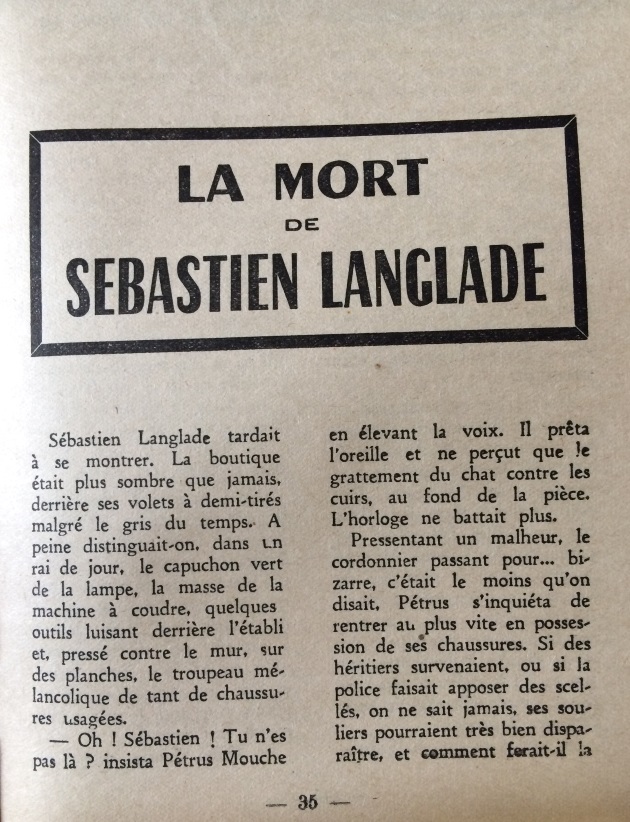 LA MORT
DE
SEBASTIEN LANGLADE
Sébastien Langlade tardait
à se montrer. La boutique
était plus sombre que jamais,
derrière ses volets à demi-tirés
malgré le gris du temps. A
peine distinguait-on, dans un
rai de jour, le capuchon vert
de la lampe, la masse de la
machine à coudre, quelques
outils luisant derrière l'établi
et, pressé contre le mur, sur
des planches, le troupeau mé-
lancolique de tant de chaussu-
res usagées.
— Oh ! Sébastien ! Tu n'es
pas là ? insista Pétrus Mouche
en élevant la voix. Il prêta
l'oreille et ne perçut que le
grattement du chat contre les
cuirs, au fond de la pièce.
L'horloge ne battait plus.
Pressentant un malheur, le
cordonnier passant pour... bi-
zarre, c'était le moins qu'on
disait, Pétrus s'inquiéta de
rentrer au plus vite en posses-
sion de ses chaussures. Si des
héritiers survenaient, ou si la
police faisait apposer des scel-
lés, on ne sait jamais, ses sou-
liers pourraient très bien dispa-
raître, et comment ferait-il la
— 35 —